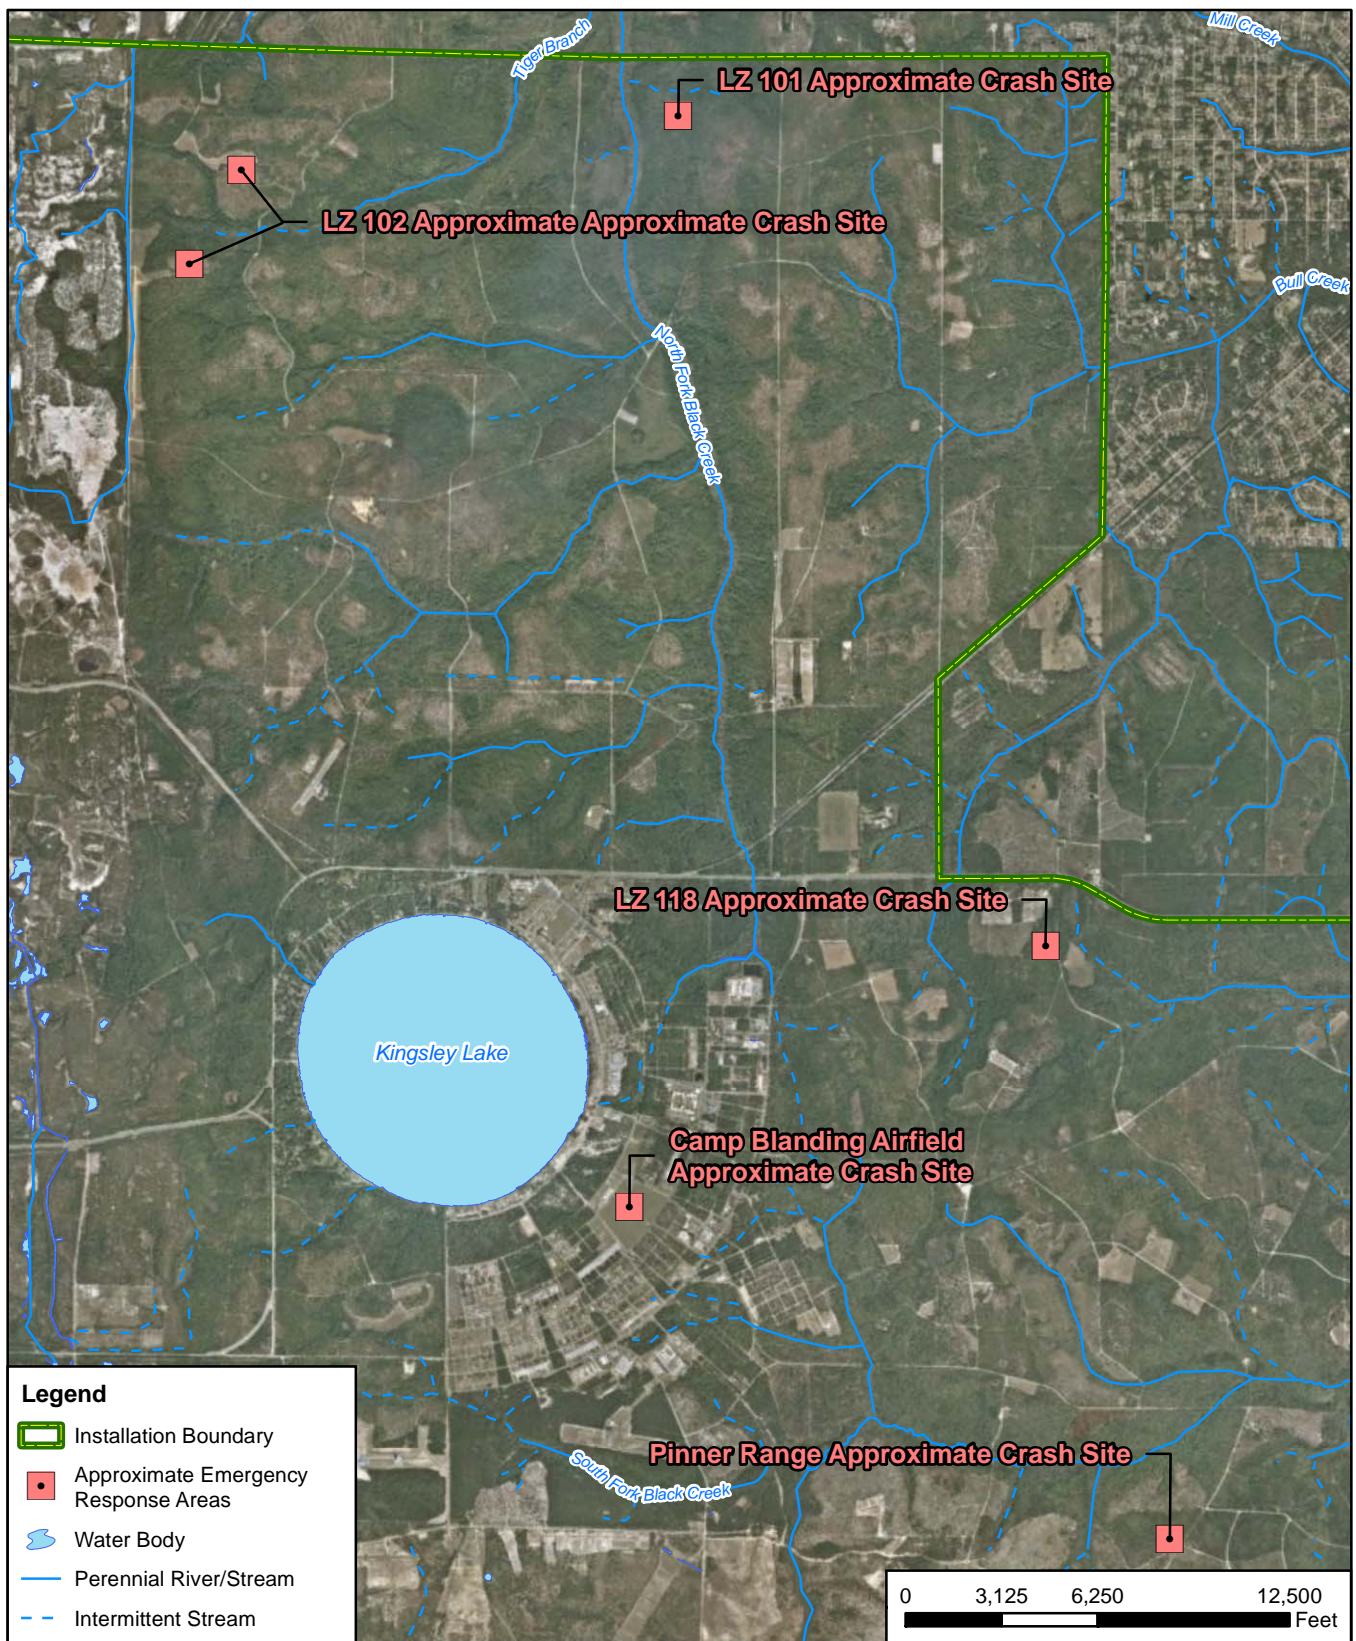 Mill Creek
Tiger Branch
LZ 101 Approximate Crash Site
LZ 102 Approximate Approximate Crash Site
Bull Creek
North Fork Black Creek
LZ 118 Approximate Crash Site
Kingsley Lake
Camp Blanding Airfield
Approximate Crash Site
Pinner Range Approximate Crash Site
South Fork Black Creek
Legend
Installation Boundary
Approximate Emergency
Response Areas
Water Body
Perennial River/Stream
Intermittent Stream
0 3,125 6,250 12,500
Feet